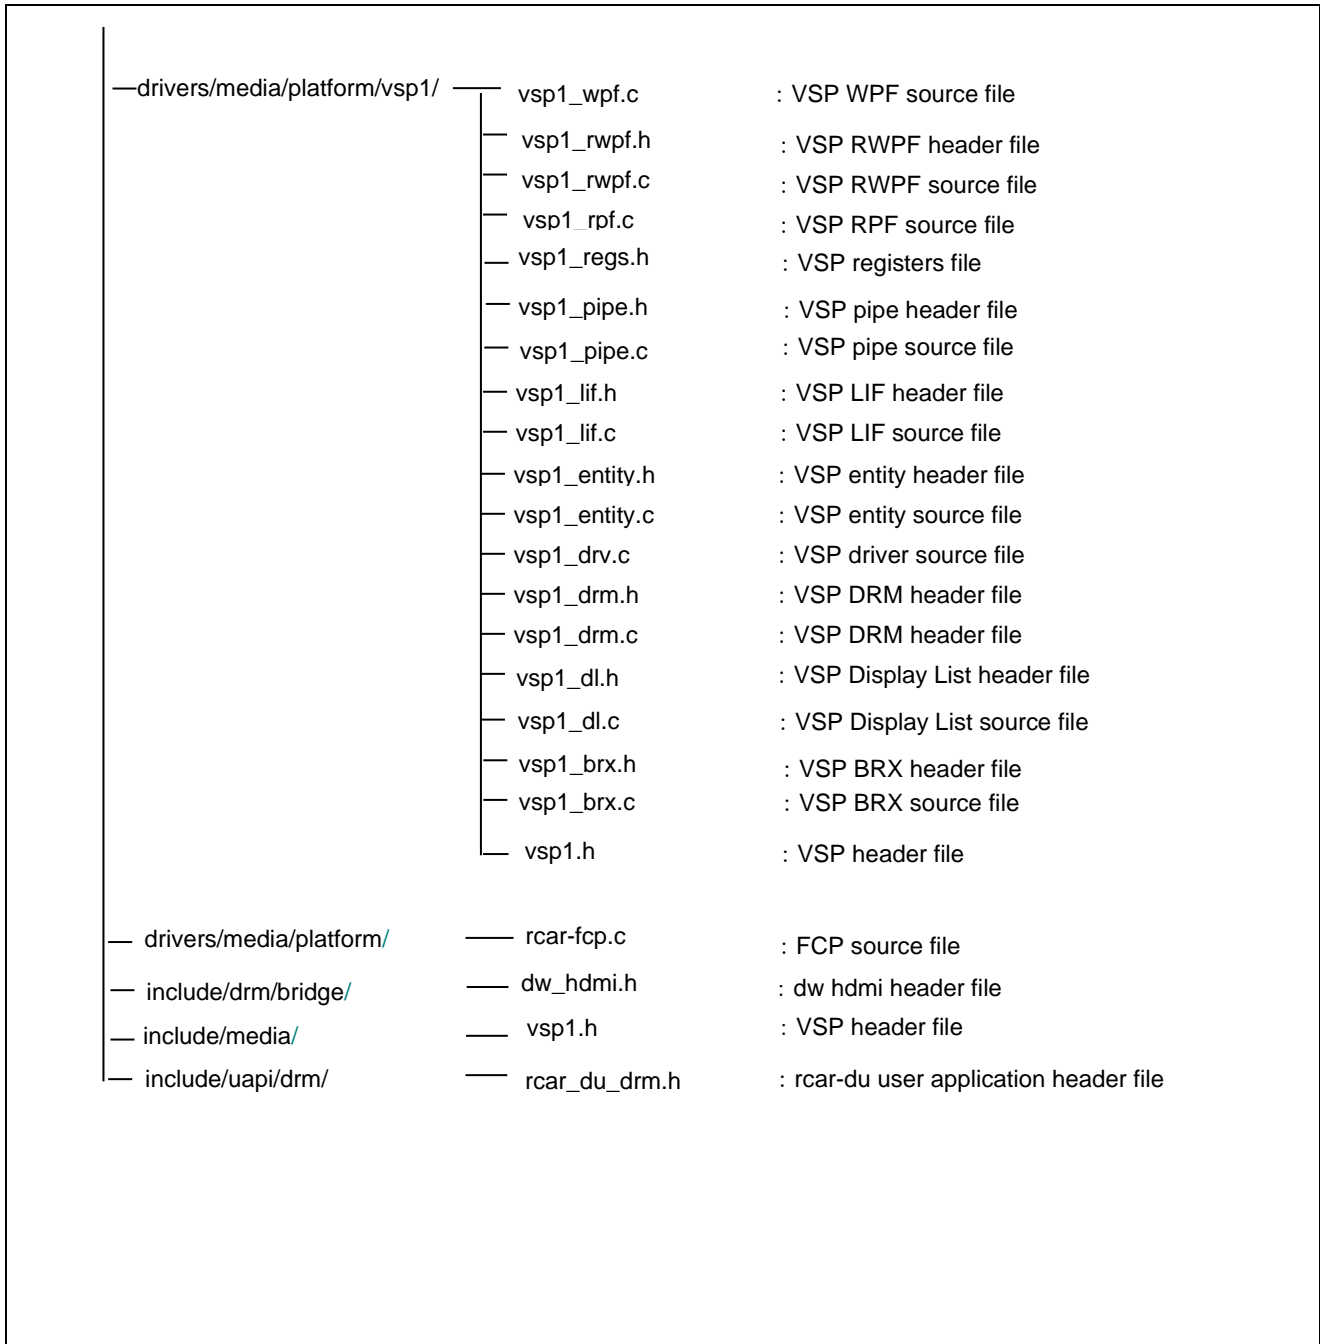 drivers/media/platform/vsp1/ vsp1_wpf.c : VSP WPF source file
vsp1_rwpf.h : VSP RWPF header file
vsp1_rwpf.c : VSP RWPF source file
vsp1_rpf.c : VSP RPF source file
vsp1_regs.h : VSP registers file
vsp1_pipe.h : VSP pipe header file
vsp1_pipe.c : VSP pipe source file
vsp1_lif.h : VSP LIF header file
vsp1_lif.c : VSP LIF source file
vsp1_entity.h : VSP entity header file
vsp1_entity.c : VSP entity source file
vsp1_drv.c : VSP driver source file
vsp1_drm.h : VSP DRM header file
vsp1_drm.c : VSP DRM header file
vsp1_dl.h : VSP Display List header file
vsp1_dl.c : VSP Display List source file
vsp1_brx.h : VSP BRX header file
vsp1_brx.c : VSP BRX source file
vsp1.h : VSP header file
drivers/media/platform/ rcar-fcp.c : FCP source file
include/drm/bridge/ dw_hdmi.h : dw hdmi header file
include/media/ vsp1.h : VSP header file
include/uapi/drm/ rcar_du_drm.h : rcar-du user application header file